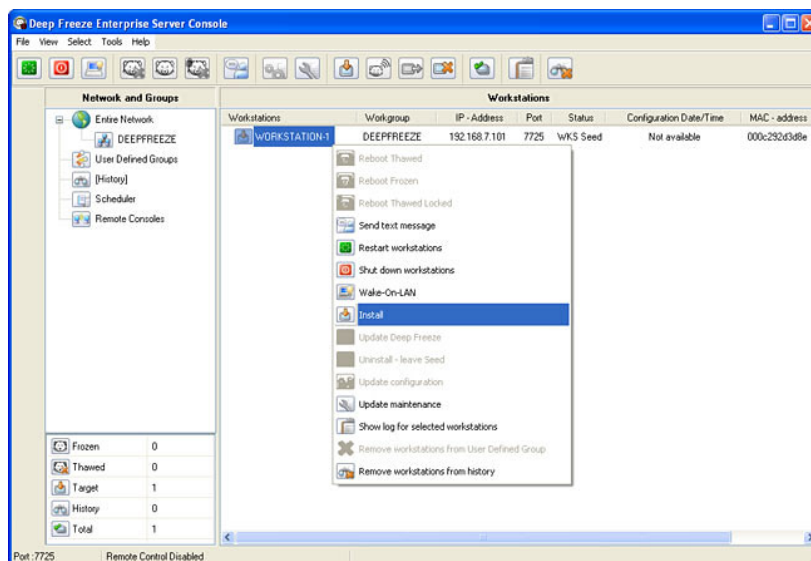 Deep Freeze Enterprise Server Console
File View Select Tools Help
Network and Groups
Entire Network
DEEPFREEZE
User Defined Groups
[History]
Scheduler
Remote Consoles
Workstations
Workstations Workgroup IP - Address Port Status Configuration Date/Time MAC - address
WORKSTATION-1 DEEPFREEZE 192.168.7.101 7725 WKS Seed Not available 000c292d3d8e
Reboot Thawed
Reboot Frozen
Reboot Thawed Locked
Send text message
Restart workstations
Shut down workstations
Wake-On-LAN
Install
Update Deep Freeze
Uninstall - leave Seed
Update configuration
Update maintenance
Show log for selected workstations
Remove workstations from User Defined Group
Remove workstations from history
Frozen 0
Thawed 0
Target 1
History 0
Total 1
Port :7725 Remote Control Disabled